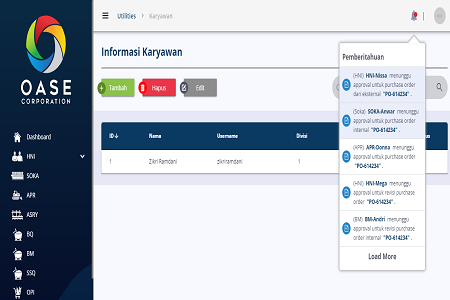 OASE
CORPORATION
Dashboard
HNI
SOKA
APR
ASRY
BQ
BM
SSQ
OPI
Utilities > Karyawan
Informasi Karyawan
Tambah
Hapus
Edit
ID Nama Username Divisi
1 Zikri Ramdani zikriramdani 1
Pemberitahuan
(HNI) HNI-Nissa menunggu
approval untuk purchase order
dari eksternal "PO-614234" .
(Soka) SOKA-Anwar menunggu
approval untuk purchase order
internal "PO-614234" .
(APR) APR-Donna menunggu
approval untuk purchase order
"PO-614234" .
(HNI) HNI-Mega menunggu
approval untuk revisi purchase
order "PO-614234" .
(BM) BM-Andri menunggu
approval untuk revisi purchase
order internal "PO-614234" .
Load More